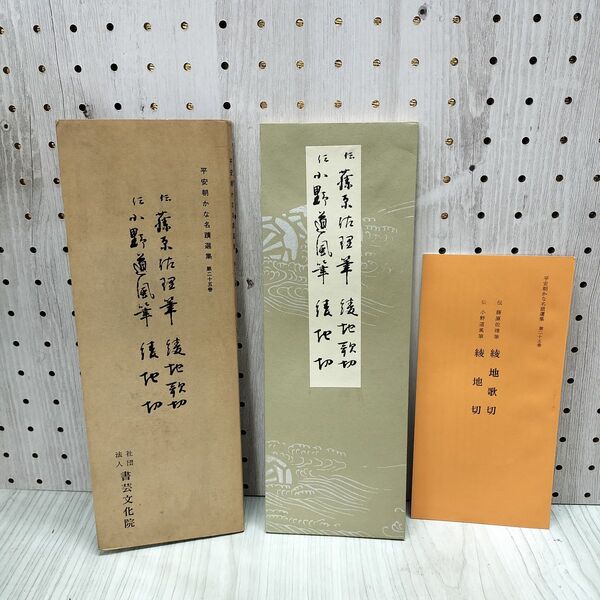 平安朝かな名蹟選集 第二十五巻
伝 藤原佐理筆 綾地歌切
伝 小野道風筆 綾地切
社団法人 書芸文化院
伝 藤原佐理筆 綾地歌切
伝 小野道風筆 綾地切
平安朝かな名蹟選集 第二十五巻
伝 藤原佐理筆 綾地歌切
伝 小野道風筆 綾地切